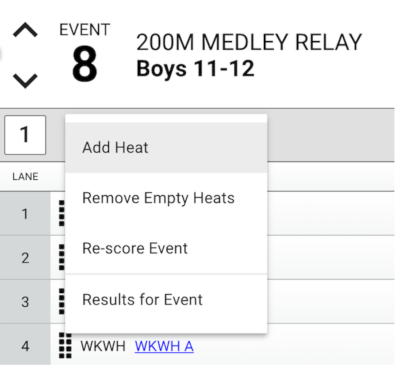 EVENT
8
200M MEDLEY RELAY
Boys 11-12
1
Add Heat
LANE
Remove Empty Heats
1
Re-score Event
2
Results for Event
3
4 WKWH WKWH A